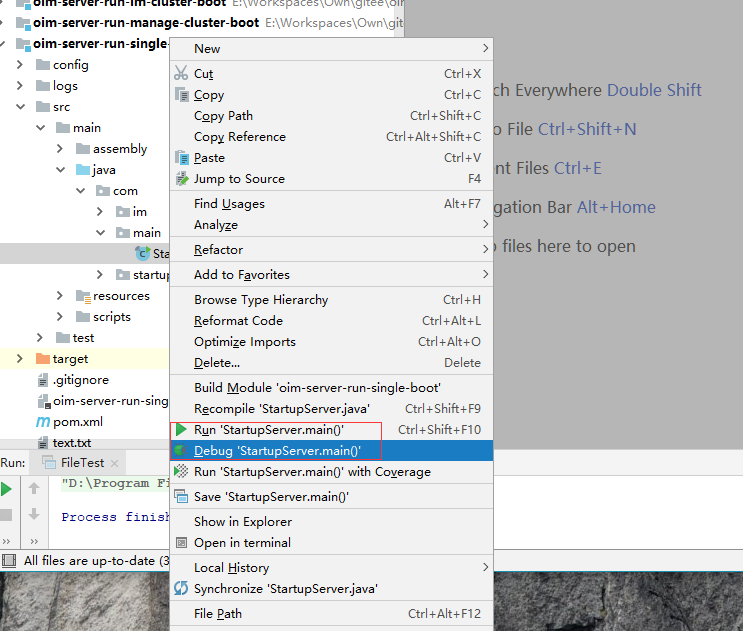 oim-server-run-im-cluster-boot E:\Workspaces\Own\gitee\oim
oim-server-run-manage-cluster-boot E:\Workspaces\Own\git
oim-server-run-single-
config
logs
src
main
assembly
java
com
im
main
Sta
startup
resources
scripts
test
target
.gitignore
oim-server-run-sing
pom.xml
text.txt
New
Cut Ctrl+X
Copy Ctrl+C
Copy Path Ctrl+Shift+C
Copy Reference Ctrl+Alt+Shift+C
Paste Ctrl+V
Jump to Source F4
Find Usages Alt+F7
Analyze
Refactor
Add to Favorites
Browse Type Hierarchy Ctrl+H
Reformat Code Ctrl+Alt+L
Optimize Imports Ctrl+Alt+O
Delete... Delete
Build Module 'oim-server-run-single-boot'
Recompile 'StartupServer.java' Ctrl+Shift+F9
Run 'StartupServer.main()' Ctrl+Shift+F10
Debug 'StartupServer.main()'
Run 'StartupServer.main()' with Coverage
Save 'StartupServer.main()'
Show in Explorer
Open in terminal
Local History
Synchronize 'StartupServer.java'
File Path Ctrl+Alt+F12
ch Everywhere Double Shift
o File Ctrl+Shift+N
nt Files Ctrl+E
gation Bar Alt+Home
files here to open
Run: FileTest
"D:\Program Fi
Process finish
All files are up-to-date (3